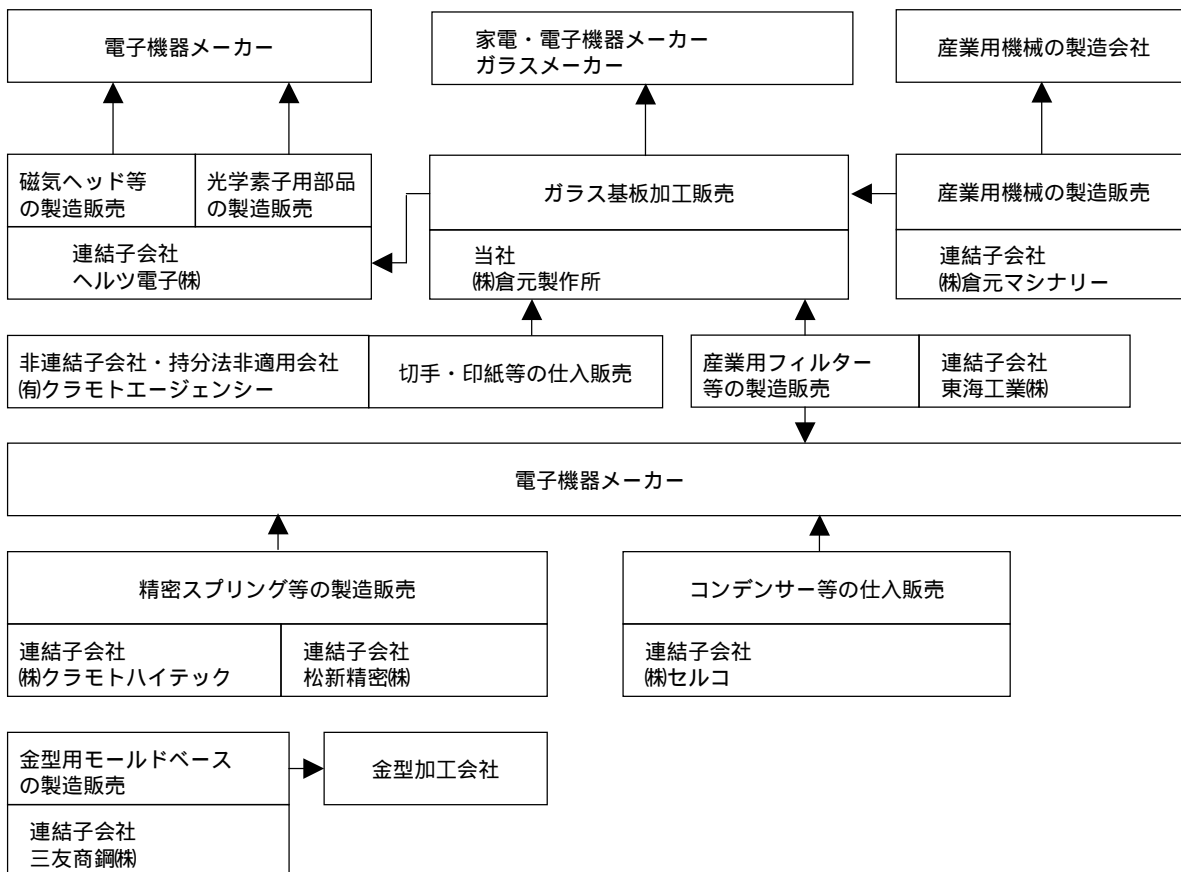 電子機器メーカー
家電・電子機器メーカー
ガラスメーカー
産業用機械の製造会社
磁気ヘッド等
の製造販売
光学素子用部品
の製造販売
連結子会社
ヘルツ電子㈱
ガラス基板加工販売
当社
㈱倉元製作所
産業用機械の製造販売
連結子会社
㈱倉元マシナリー
非連結子会社・持分法非適用会社
㈲クラモトエージェンシー
切手・印紙等の仕入販売
産業用フィルター
等の製造販売
連結子会社
東海工業㈱
電子機器メーカー
精密スプリング等の製造販売
連結子会社
㈱クラモトハイテック
連結子会社
松新精密㈱
コンデンサー等の仕入販売
連結子会社
㈱セルコ
金型用モールドベース
の製造販売
連結子会社
三友商鋼㈱
金型加工会社